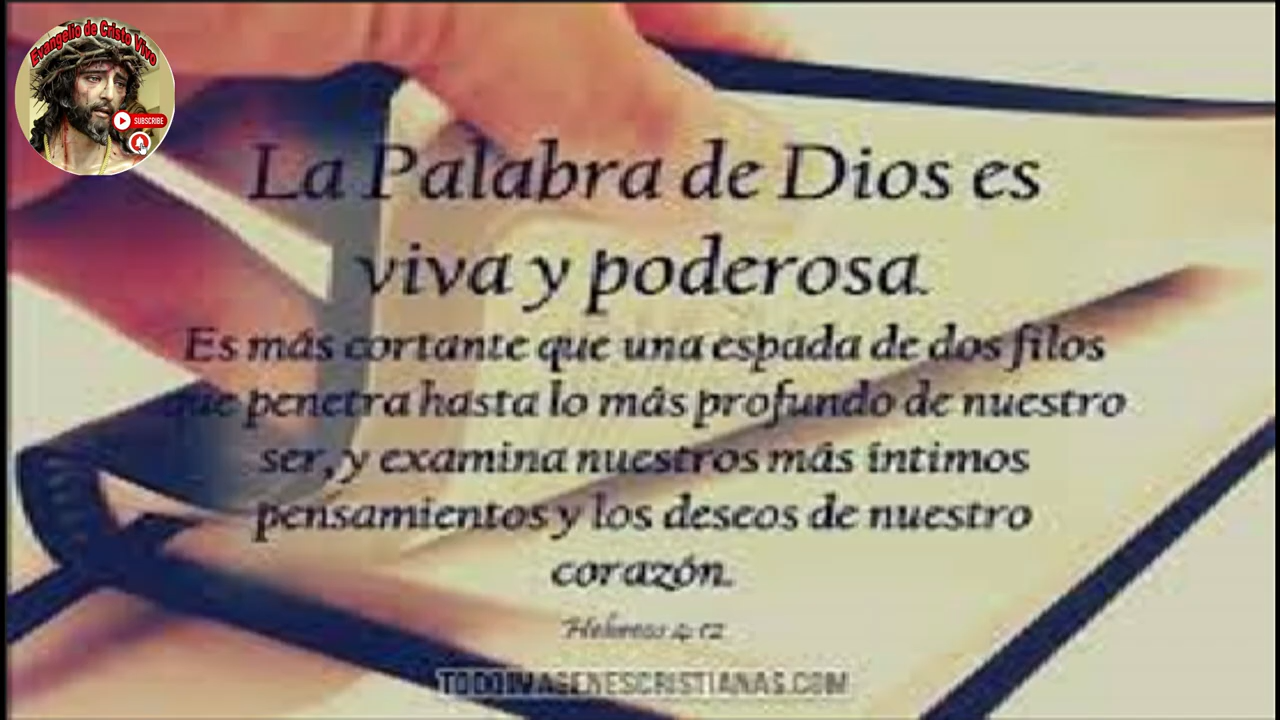 Evangelio de Cristo Vivo
SUBSCRIBE
La Palabra de Dios es
viva y poderosa.
Es más cortante que una espada de dos filos
que penetra hasta lo más profundo de nuestro
ser, y examina nuestros más íntimos
pensamientos y los deseos de nuestro
corazón.
Hebreos 4:12
TODOIMAGENESCRISTIANAS.COM